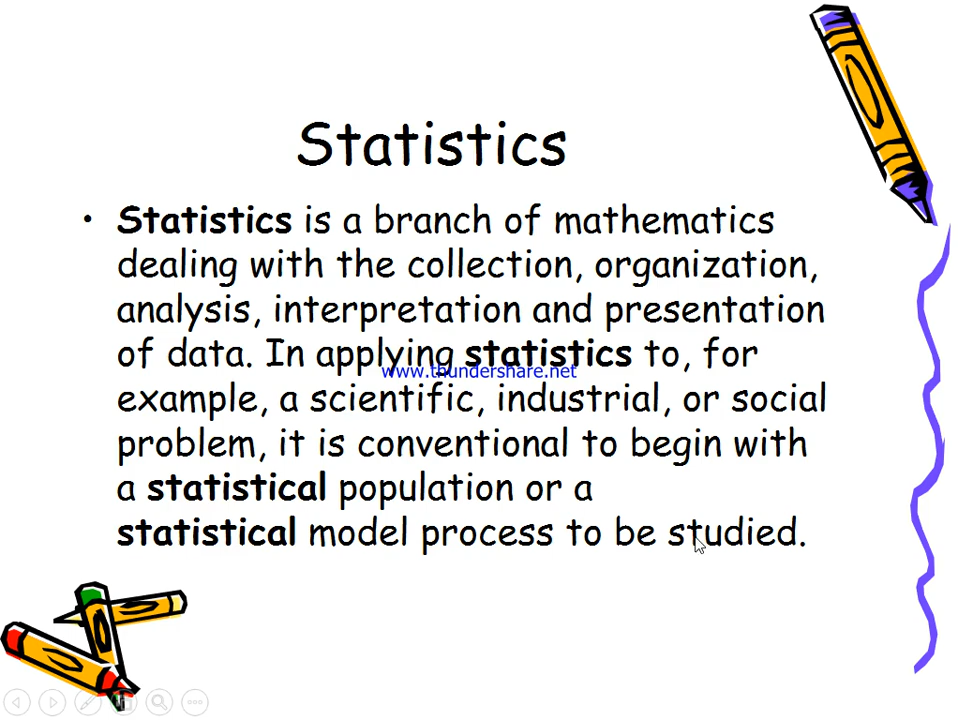 Statistics
• Statistics is a branch of mathematics
dealing with the collection, organization,
analysis, interpretation and presentation
of data. In applying statistics to, for
www.thundershare.net
example, a scientific, industrial, or social
problem, it is conventional to begin with
a statistical population or a
statistical model process to be studied.